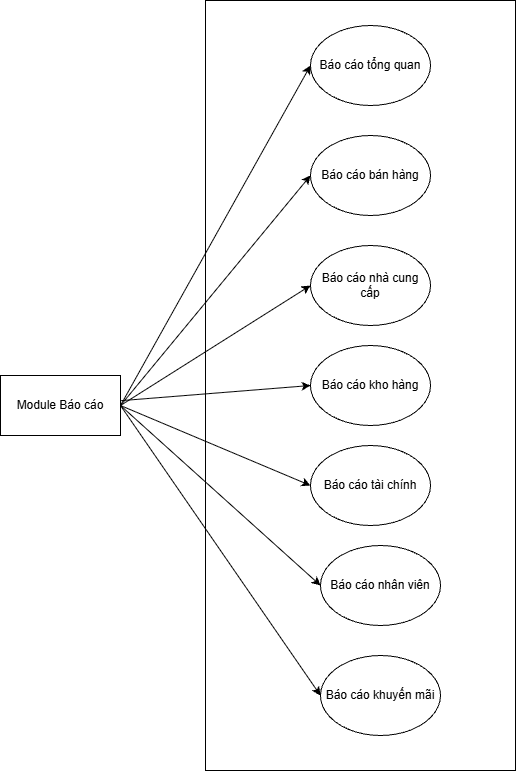 Báo cáo tổng quan
Báo cáo bán hàng
Báo cáo nhà cung
cấp
Module Báo cáo
Báo cáo kho hàng
Báo cáo tài chính
Báo cáo nhân viên
Báo cáo khuyến mãi